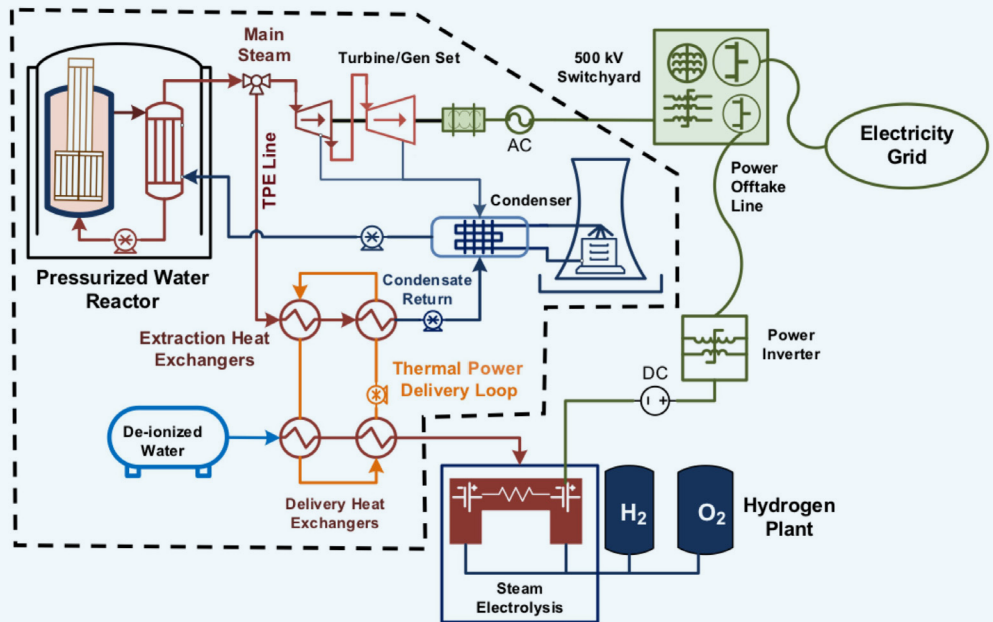 Main
Steam
Turbine/Gen Set
500 kV
Switchyard
AC
Electricity
Grid
TPE Line
Power
Offtake
Line
Condenser
Pressurized Water
Reactor
Condensate
Return
Extraction Heat
Exchangers
Power
Inverter
Thermal Power
Delivery Loop
DC
De-ionized
Water
Delivery Heat
Exchangers
H2
O2
Hydrogen
Plant
Steam
Electrolysis